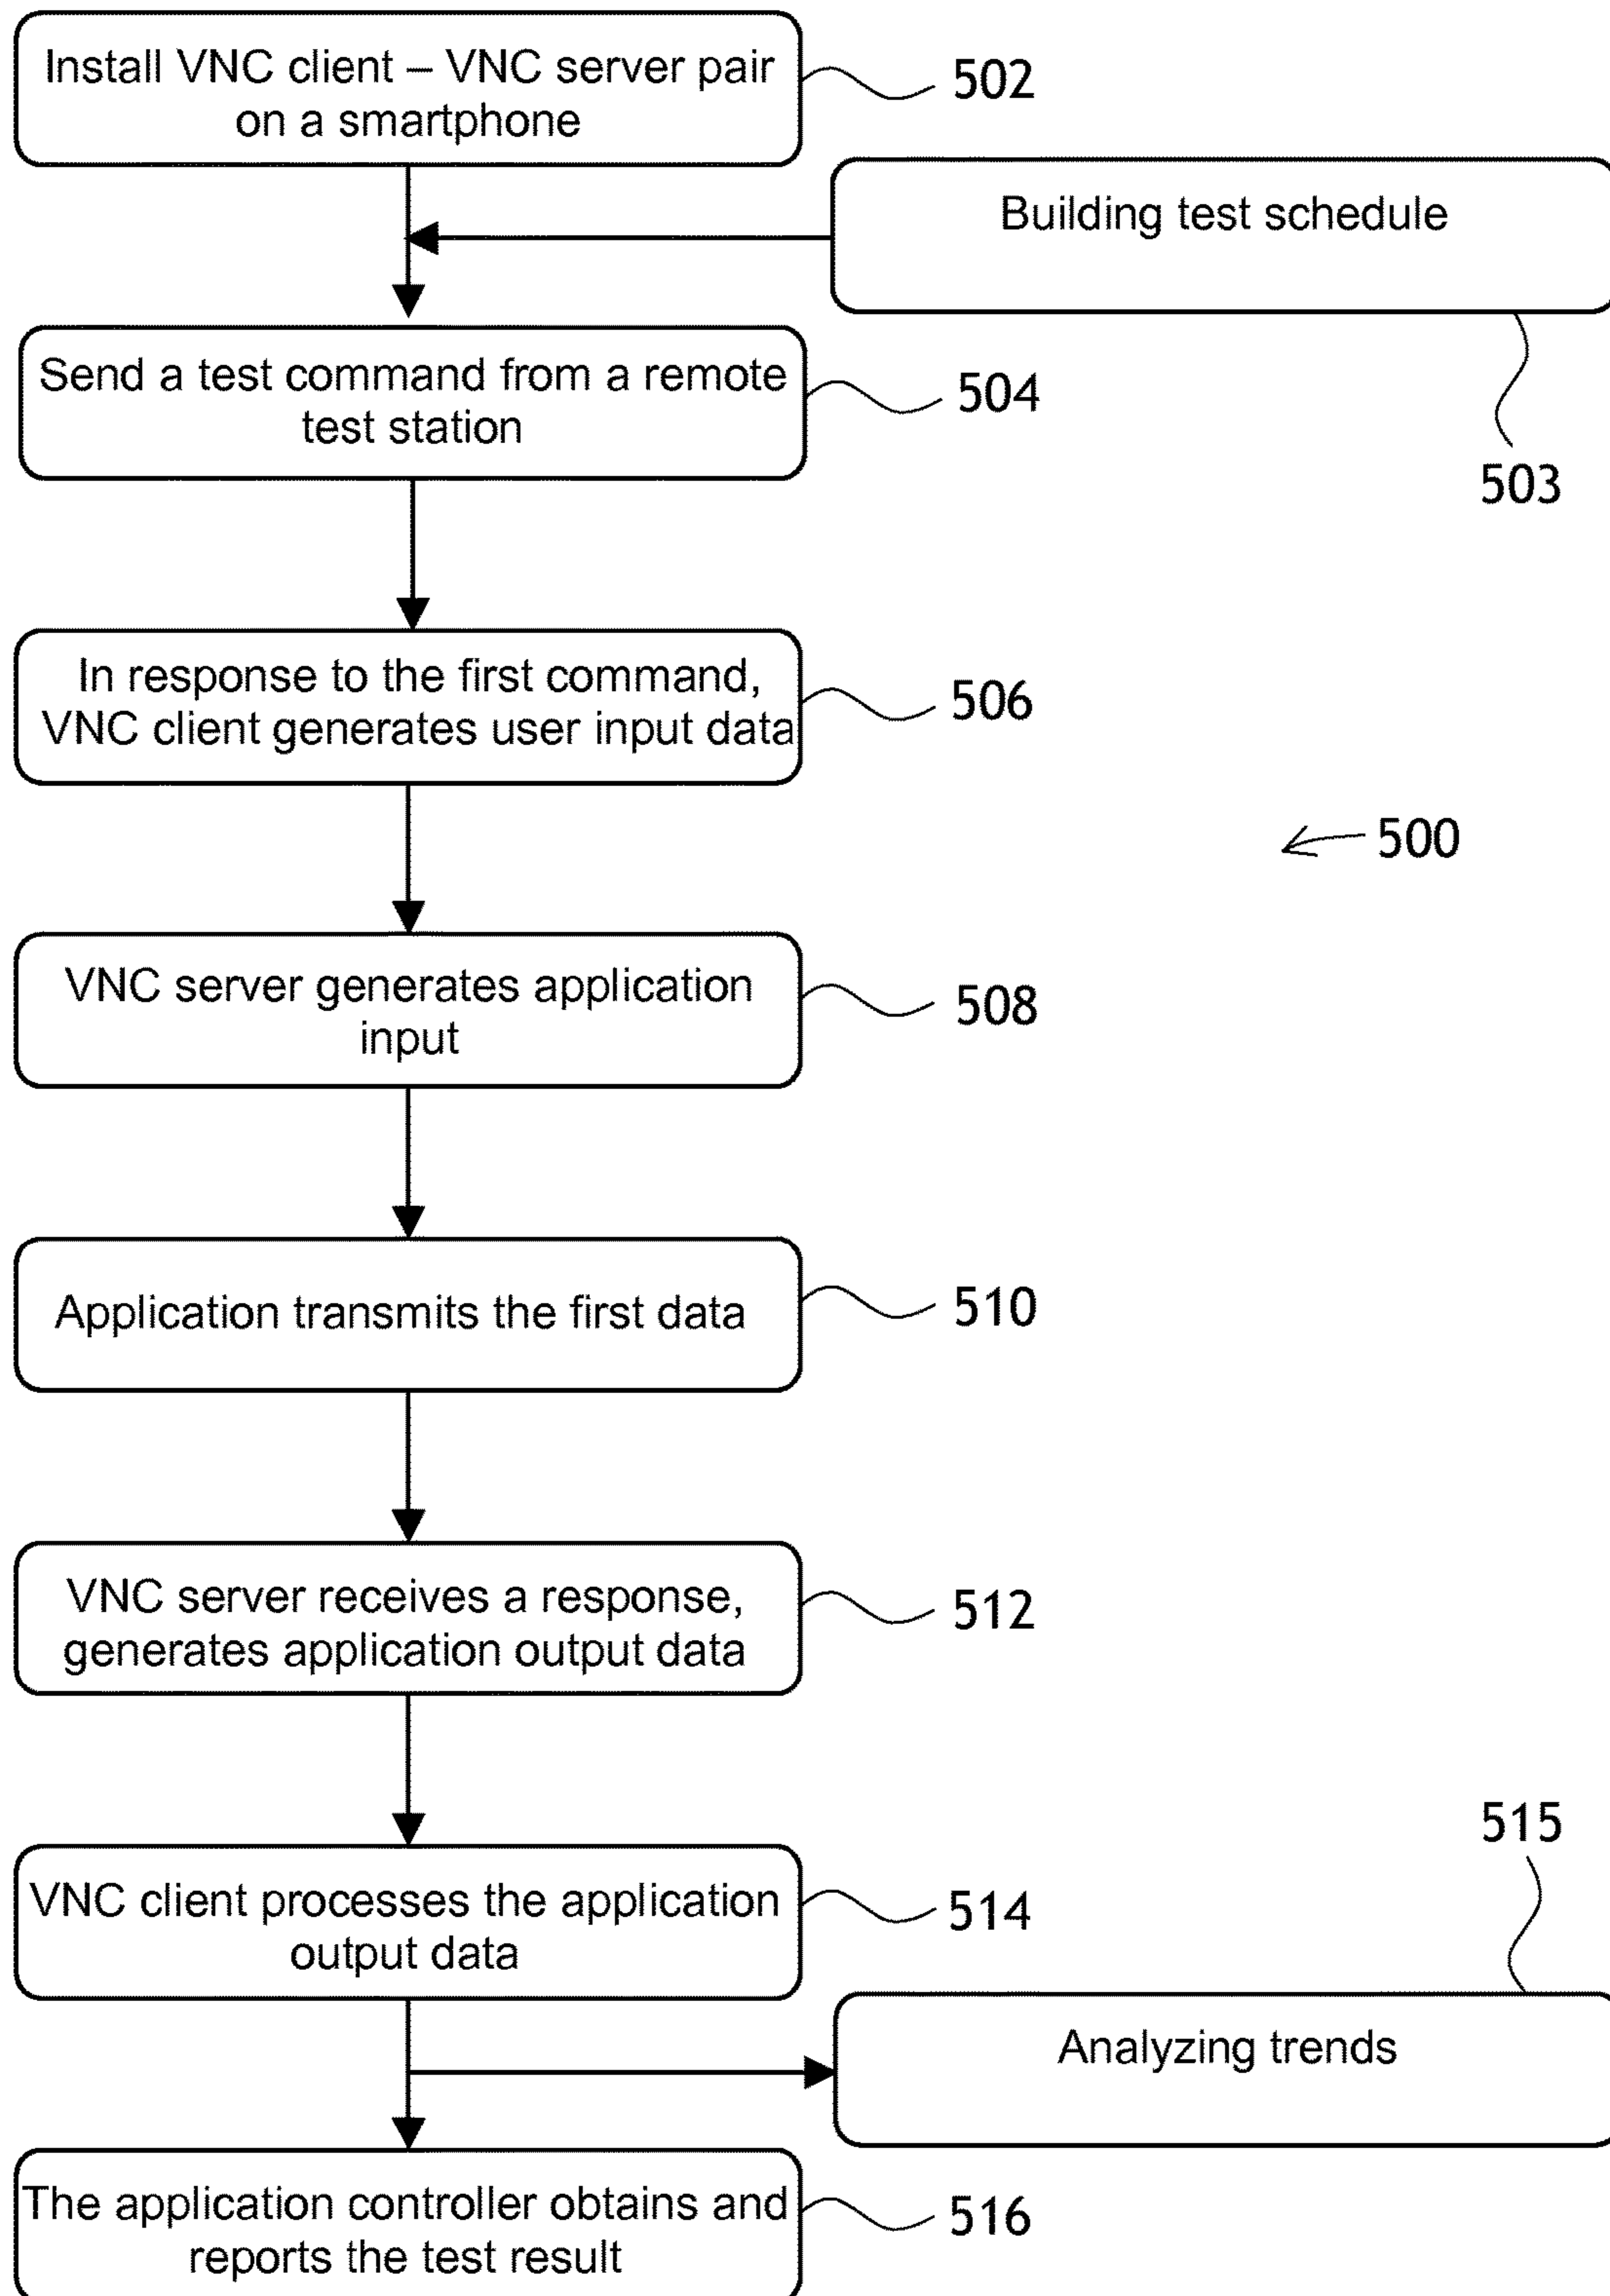 Install VNC client – VNC server pair
on a smartphone
502
Building test schedule
503
Send a test command from a remote
test station
504
In response to the first command,
VNC client generates user input data
506
500
VNC server generates application
input
508
Application transmits the first data
510
VNC server receives a response,
generates application output data
512
VNC client processes the application
output data
514
515
Analyzing trends
The application controller obtains and
reports the test result
516